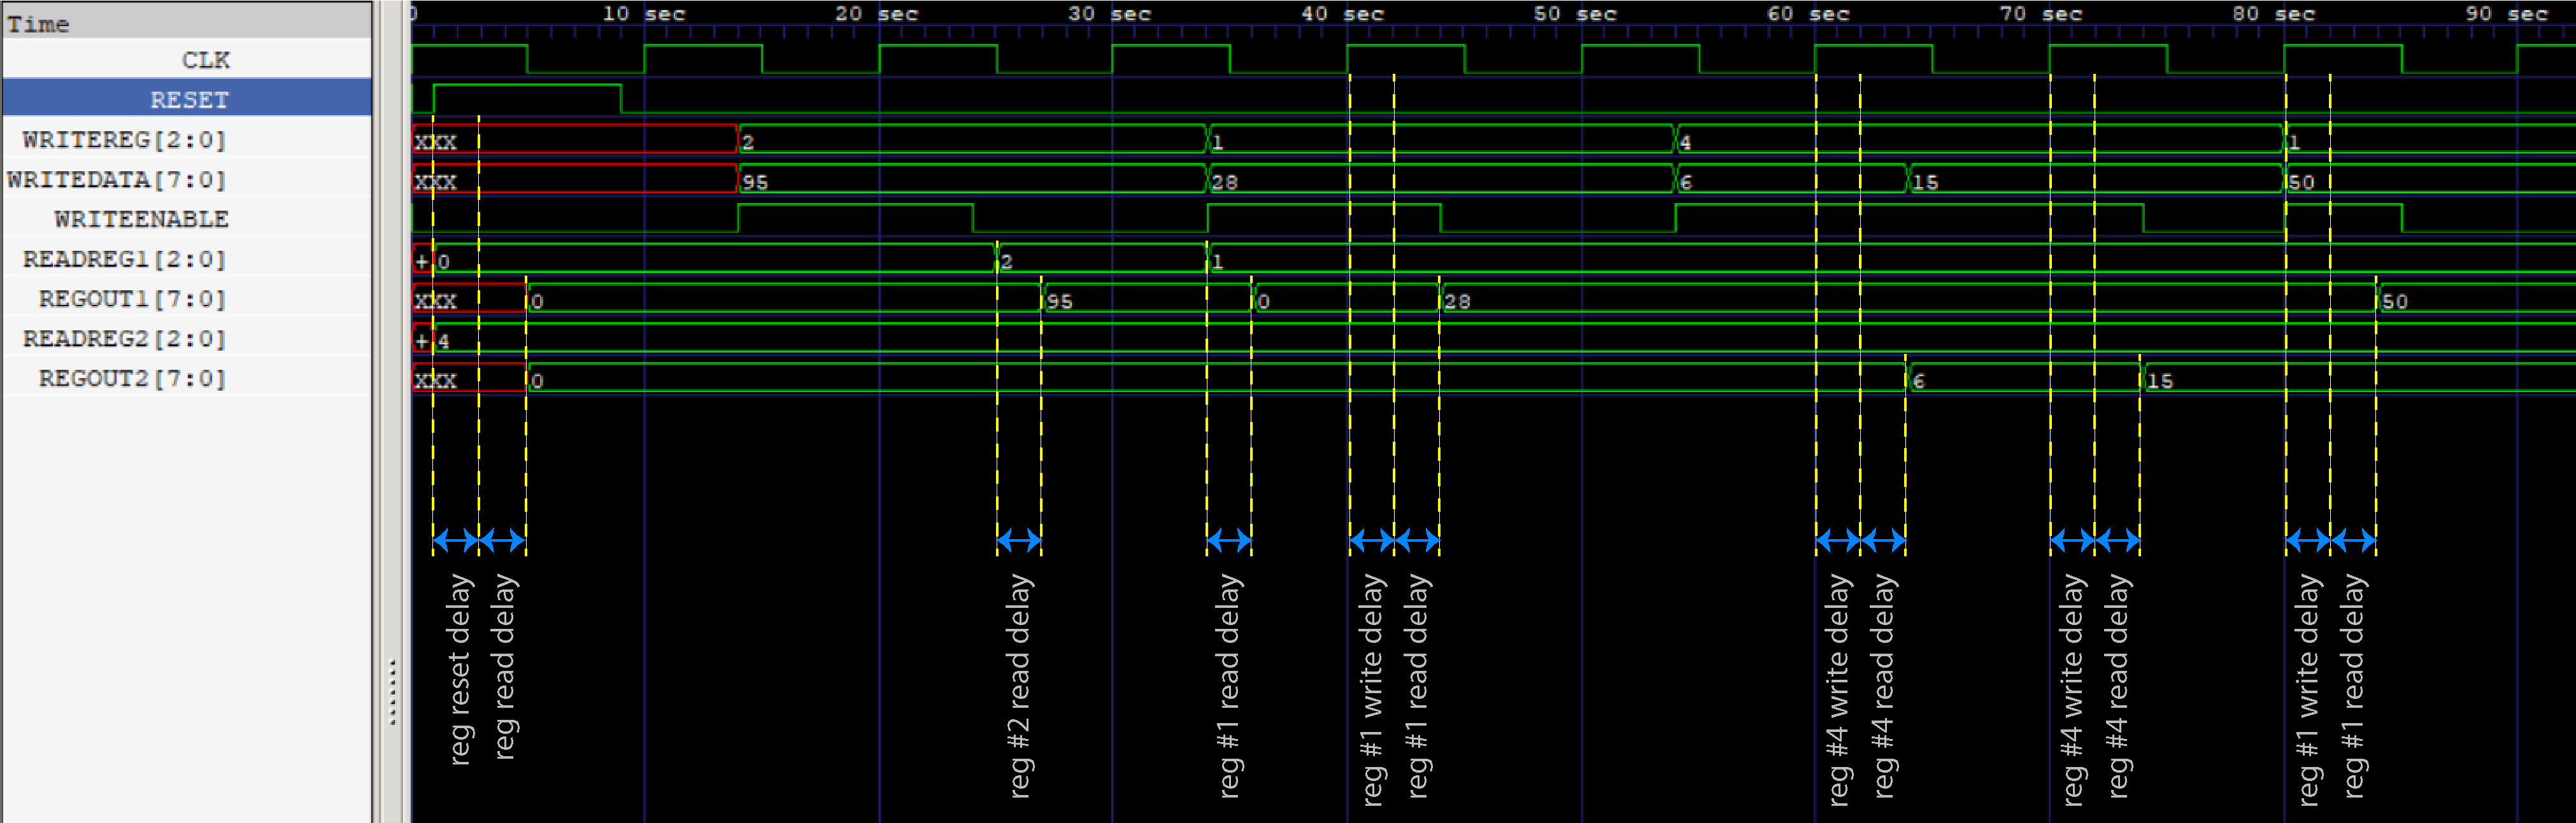 Time
0 10 sec 20 sec 30 sec 40 sec 50 sec 60 sec 70 sec 80 sec 90 sec
CLK
RESET
WRITEREG[2:0] XXX 2 1 4 1
WRITEDATA[7:0] XXX 95 28 6 15 50
WRITEENABLE
READREG1[2:0] + 0 2 1
REGOUT1[7:0] XXX 0 95 0 28 50
READREG2[2:0] + 4
REGOUT2[7:0] XXX 0 6 15
reg reset delay
reg read delay
reg #2 read delay
reg #1 read delay
reg #1 write delay
reg #1 read delay
reg #4 write delay
reg #4 read delay
reg #4 write delay
reg #4 read delay
reg #1 write delay
reg #1 read delay